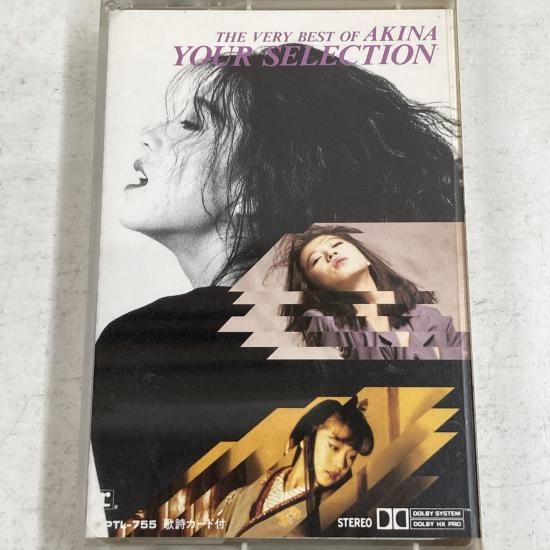 THE VERY BEST OF AKINA
YOUR SELECTION
PTL-755 歌詩カード付
STEREO
DOLBY SYSTEM
DOLBY HX PRO